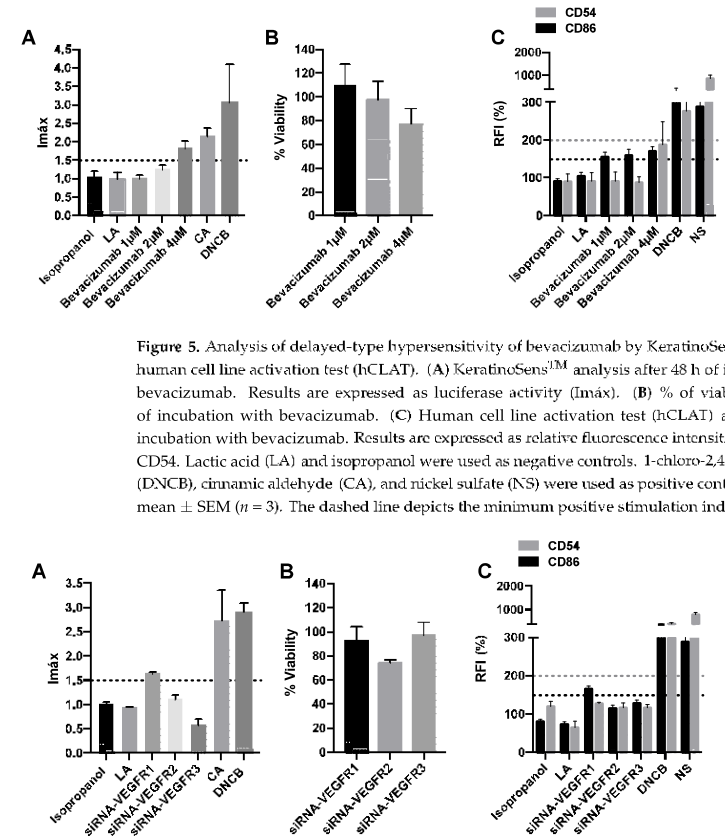 CD54
CD86
A
B
C
4,5
4.0
3.5
3.0
2.5
2.0
1.5
1.0
0.5
0.0
Imáx
Isopropanol
LA
Bevacizumab 1µM
Bevacizumab 2µM
Bevacizumab 4µM
CA
DNCB
140
120
100
80
60
40
20
0
% Viability
Bevacizumab 1µM
Bevacizumab 2µM
Bevacizumab 4µM
2000
1000
300
200
100
0
RFI (%)
Isopropanol
LA
Bevacizumab 1µM
Bevacizumab 2µM
Bevacizumab 4µM
DNCB
NS
Figure 5. Analysis of delayed-type hypersensitivity of bevacizumab by KeratinoSe
human cell line activation test (hCLAT). (A) KeratinoSens™ analysis after 48 h of i
bevacizumab. Results are expressed as luciferase activity (Imáx). (B) % of viab
of incubation with bevacizumab. (C) Human cell line activation test (hCLAT) a
incubation with bevacizumab. Results are expressed as relative fluorescence intensiti
CD54. Lactic acid (LA) and isopropanol were used as negative controls. 1-chloro-2,4
(DNCB), cinnamic aldehyde (CA), and nickel sulfate (NS) were used as positive cont
mean ± SEM (n = 3). The dashed line depicts the minimum positive stimulation ind
CD54
CD86
A
B
C
3.5
3.0
2.5
2.0
1.5
1.0
0.5
0.0
Imáx
Isopropanol
LA
siRNA-VEGFR1
siRNA-VEGFR2
siRNA-VEGFR3
CA
DNCB
140
120
100
80
60
40
20
0
% Viability
siRNA-VEGFR1
siRNA-VEGFR2
siRNA-VEGFR3
2000
1000
300
200
100
0
RFI (%)
Isopropanol
LA
siRNA-VEGFR1
siRNA-VEGFR2
siRNA-VEGFR3
DNCB
NS